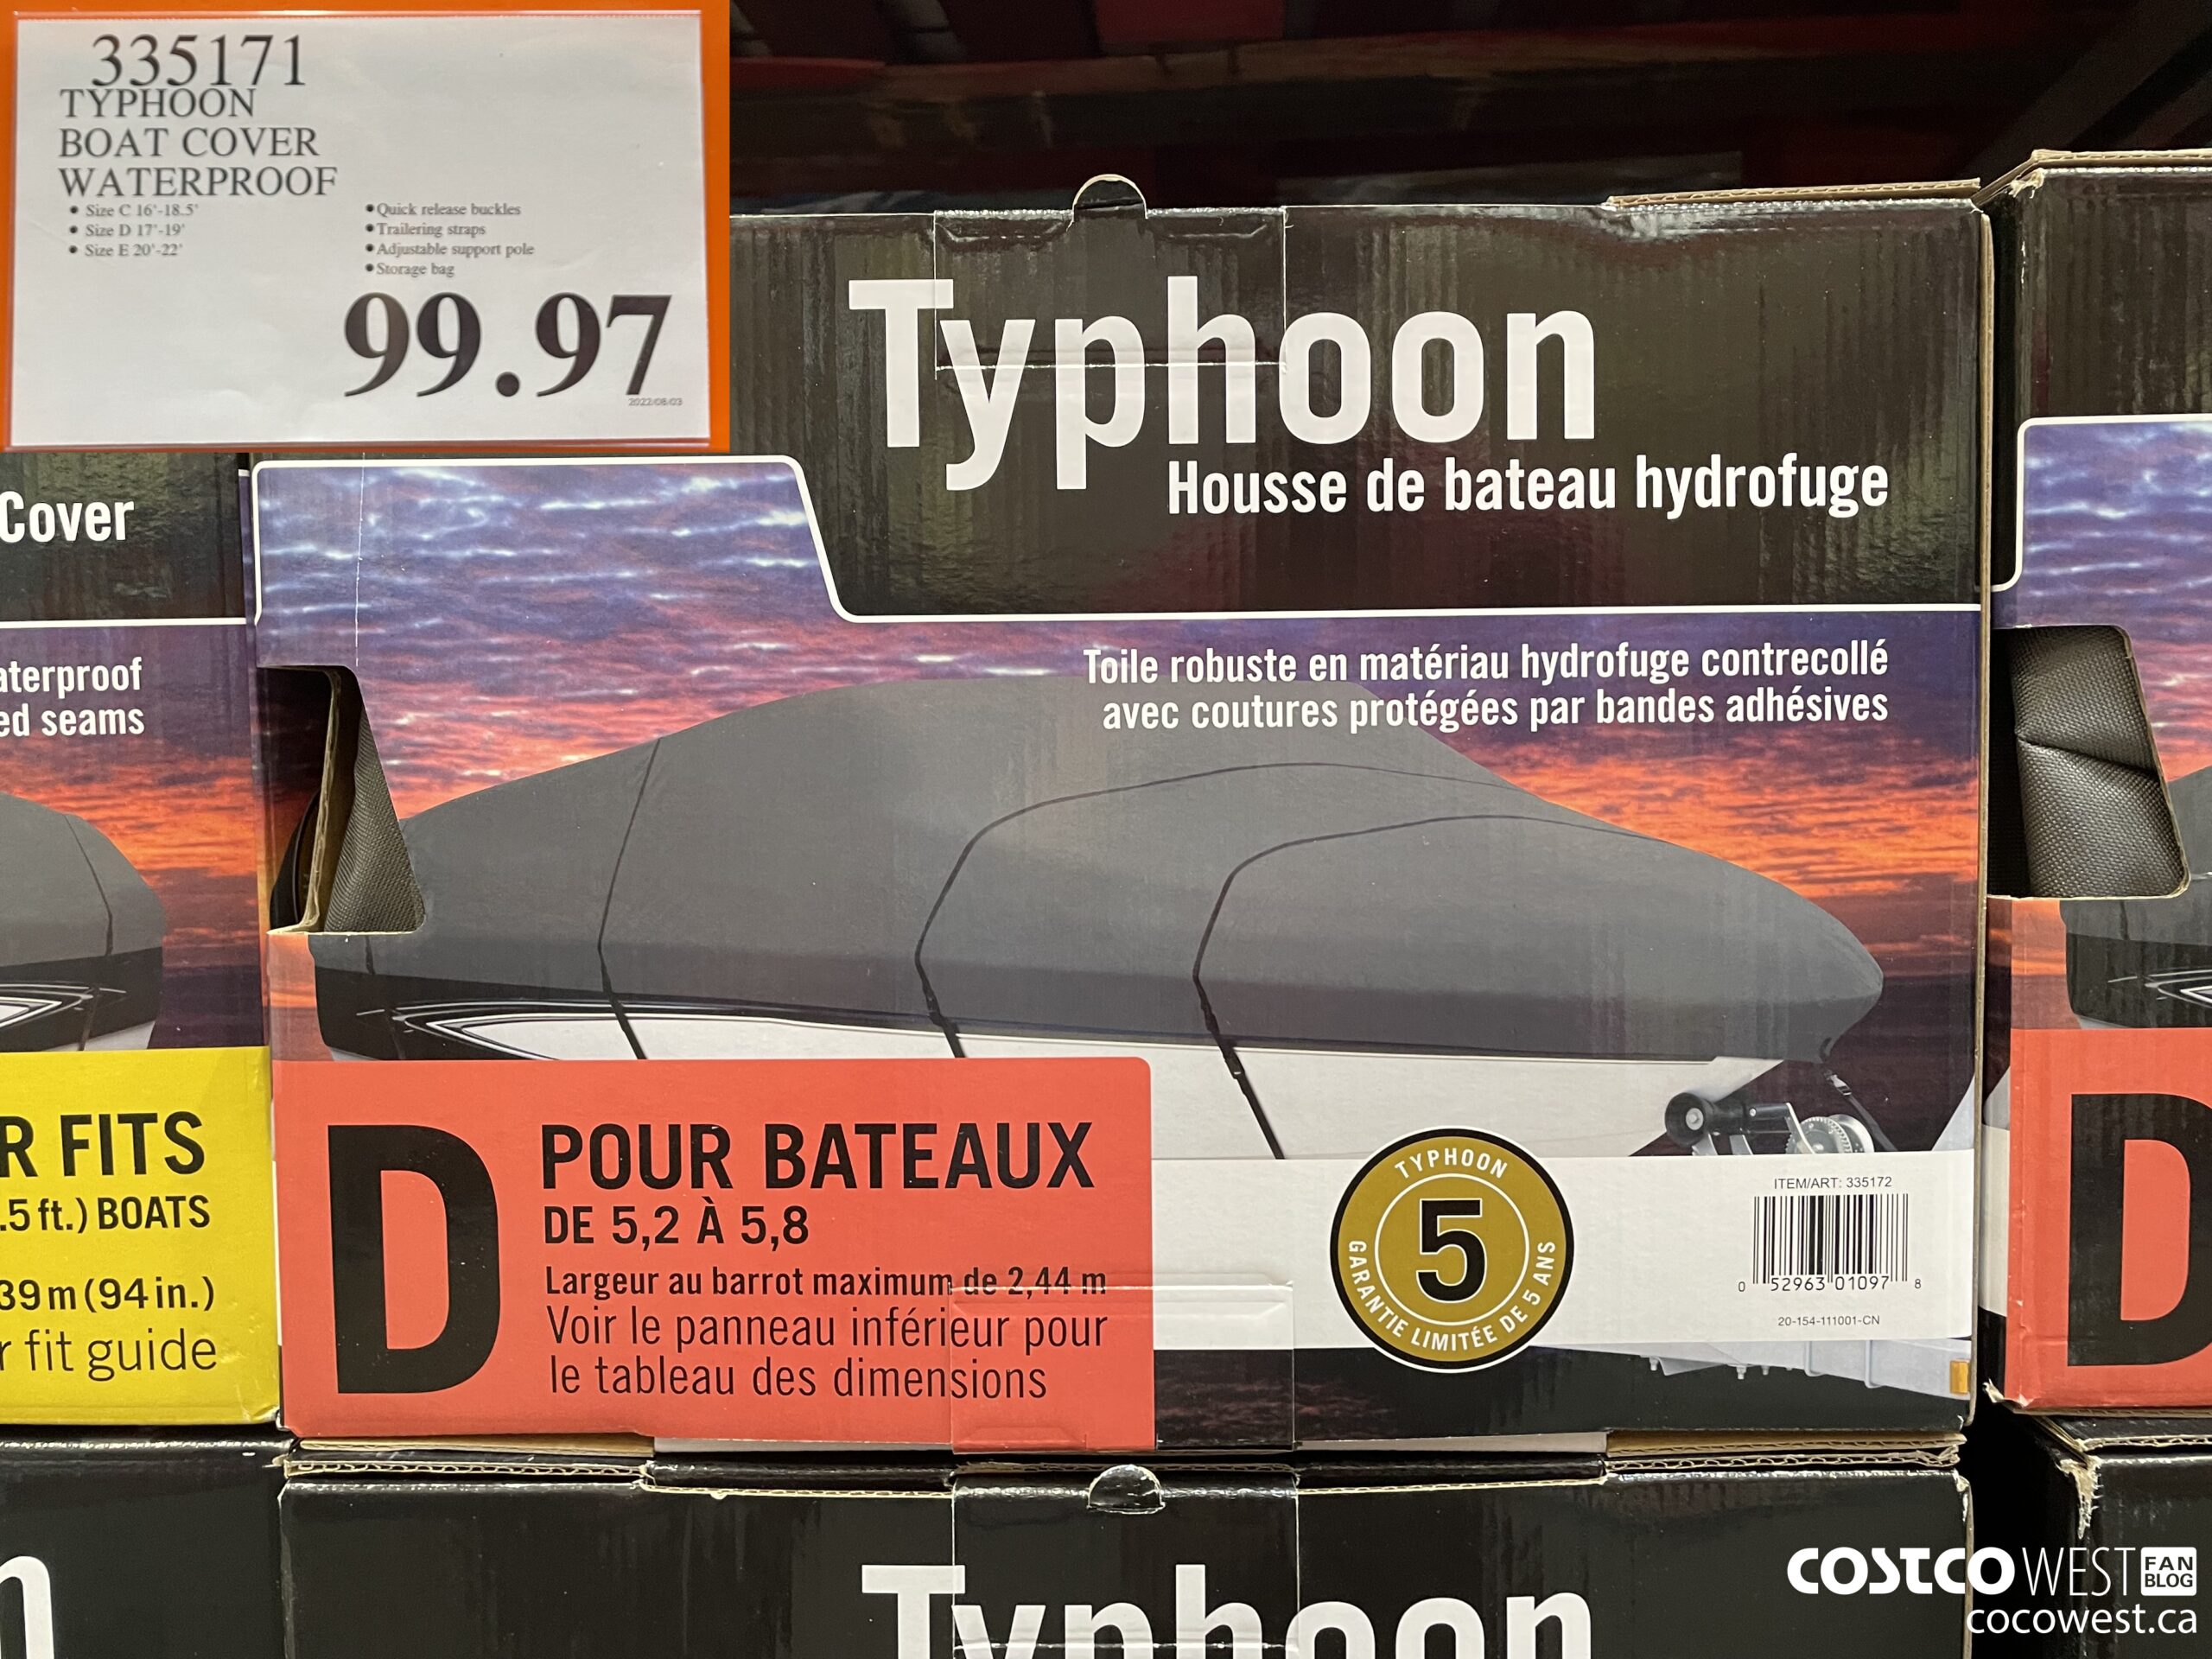 335171
TYPHOON
BOAT COVER
WATERPROOF
• Size C 16'-18.5'
• Size D 17'-19'
• Size E 20'-22'
• Quick release buckles
• Trailering straps
• Adjustable support pole
• Storage bag
99.97
2022/08/03
Typhoon
Housse de bateau hydrofuge
Toile robuste en matériau hydrofuge contrecollé
avec coutures protégées par bandes adhésives
Cover
aterproof
ed seams
R FITS
.5 ft.) BOATS
39 m (94 in.)
r fit guide
D
POUR BATEAUX
DE 5,2 À 5,8
Largeur au barrot maximum de 2,44 m
Voir le panneau inférieur pour
le tableau des dimensions
TYPHOON
5
GARANTIE LIMITÉE DE 5 ANS
ITEM/ART: 335172
0 52963 01097 8
20-154-111001-CN
D
Typhoon
n
COSTCO WEST FAN BLOG
cocowest.ca